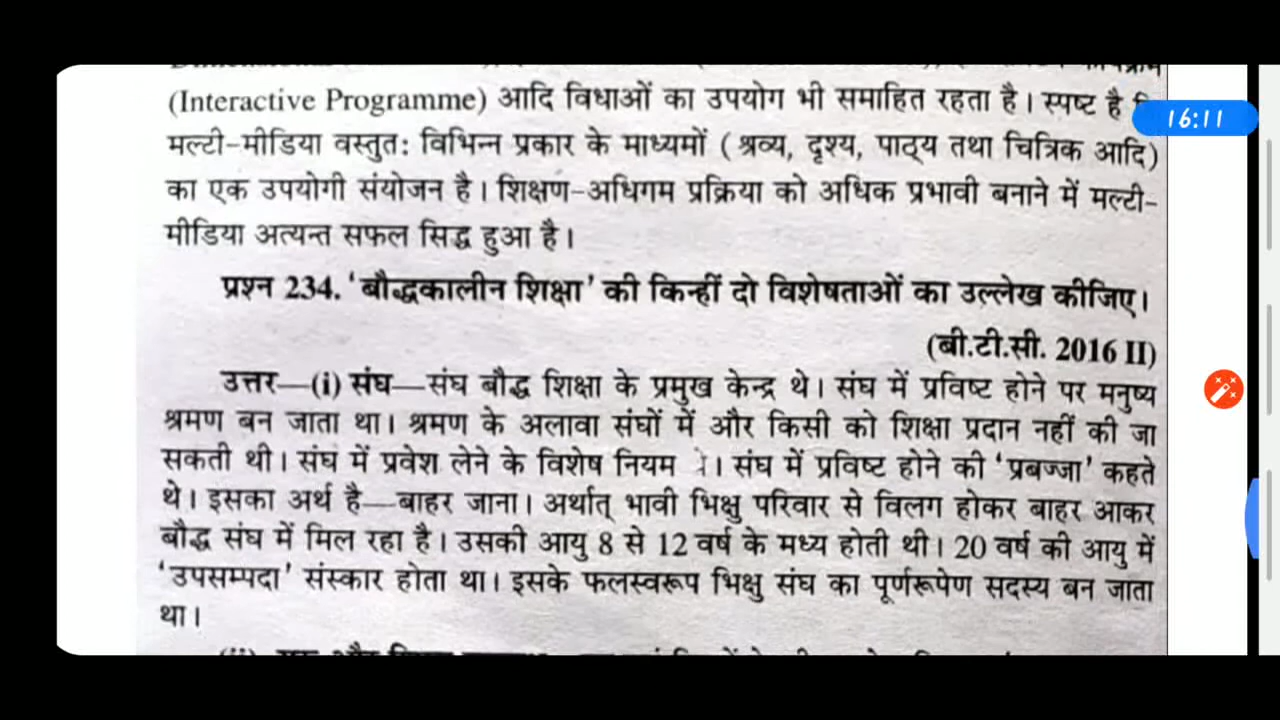 (Interactive Programme) आदि विधाओं का उपयोग भी समाहित रहता है। स्पष्ट है
16:11
मल्टी-मीडिया वस्तुतः विभिन्न प्रकार के माध्यमों (श्रव्य, दृश्य, पाठ्य तथा चित्रिक आदि)
का एक उपयोगी संयोजन है। शिक्षण-अधिगम प्रक्रिया को अधिक प्रभावी बनाने में मल्टी-
मीडिया अत्यन्त सफल सिद्ध हुआ है।
प्रश्न 234. 'बौद्धकालीन शिक्षा' की किन्हीं दो विशेषताओं का उल्लेख कीजिए।
(बी.टी.सी. 2016 II)
उत्तर—(i) संघ—संघ बौद्ध शिक्षा के प्रमुख केन्द्र थे। संघ में प्रविष्ट होने पर मनुष्य
श्रमण बन जाता था। श्रमण के अलावा संघों में और किसी को शिक्षा प्रदान नहीं की जा
सकती थी। संघ में प्रवेश लेने के विशेष नियम । संघ में प्रविष्ट होने की 'प्रबज्जा' कहते
थे। इसका अर्थ है—बाहर जाना। अर्थात् भावी भिक्षु परिवार से विलग होकर बाहर आकर
बौद्ध संघ में मिल रहा है। उसकी आयु 8 से 12 वर्ष के मध्य होती थी। 20 वर्ष की आयु में
'उपसम्पदा' संस्कार होता था। इसके फलस्वरूप भिक्षु संघ का पूर्णरूपेण सदस्य बन जाता
था।